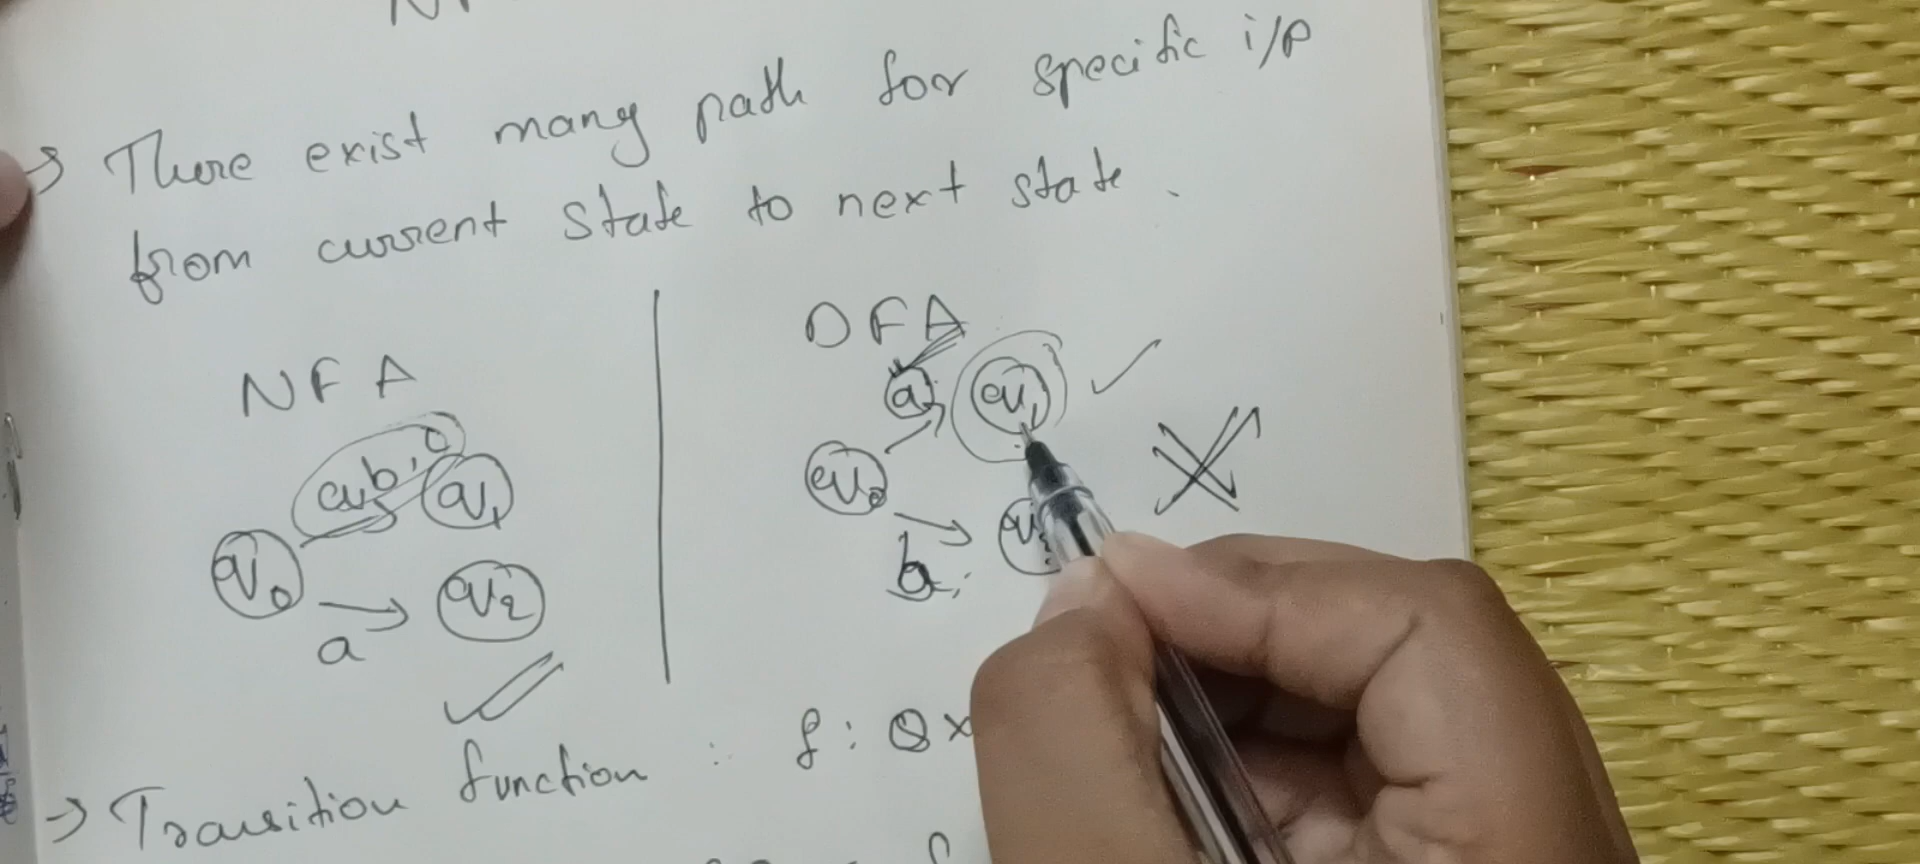 → There exist many path for specific i/p
from current state to next state.
NFA
a,b,
q1
q0
a
q2
DFA
a
q1
q0
b
→ Transition function : f: Q x